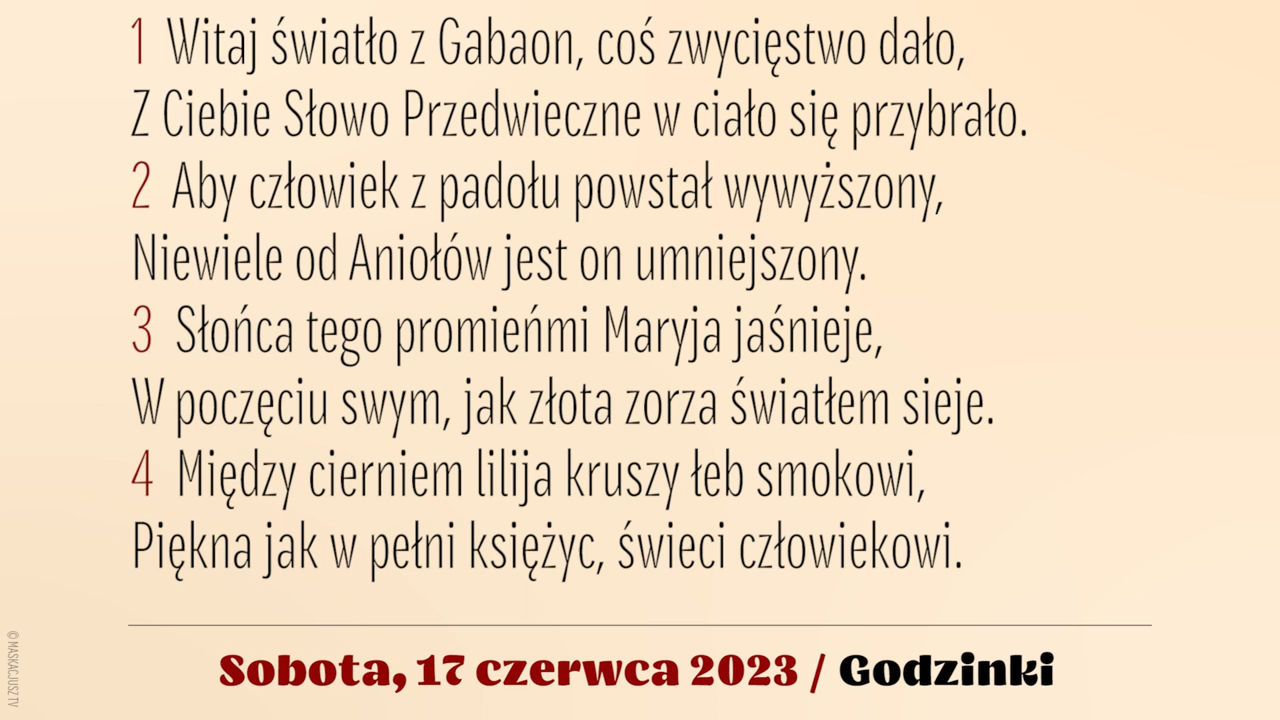 1 Witaj światło z Gabaon, coś zwycięstwo dało,
Z Ciebie Słowo Przedwieczne w ciało się przybrało.
2 Aby człowiek z padołu powstał wywyższony,
Niewiele od Aniołów jest on umniejszony.
3 Słońca tego promieńmi Maryja jaśnieje,
W poczęciu swym, jak złota zorza światłem sieje.
4 Między cierniem lilija kruszy łeb smokowi,
Piękna jak w pełni księżyc, świeci człowiekowi.
Sobota, 17 czerwca 2023 / Godzinki
© MASKACJUSZ TV